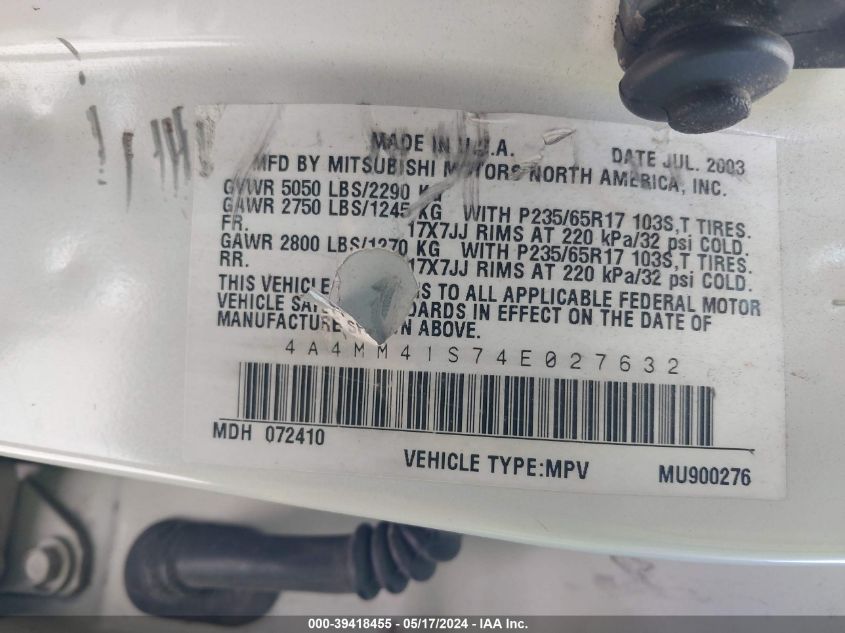 MADE IN U.S.A. DATE JUL. 2003
MFD BY MITSUBISHI MOTORS NORTH AMERICA, INC.
GVWR 5050 LBS/2290 KG
GAWR 2750 LBS/1245 KG WITH P235/65R17 103S,T TIRES.
FR. 17X7JJ RIMS AT 220 kPa/32 psi COLD.
GAWR 2800 LBS/1270 KG WITH P235/65R17 103S,T TIRES.
RR. 17X7JJ RIMS AT 220 kPa/32 psi COLD.
THIS VEHICLE TO ALL APPLICABLE FEDERAL MOTOR
VEHICLE IN EFFECT ON THE DATE OF
MANUFACTURE ABOVE.
4A4MM41S74E027632
MDH 072410
VEHICLE TYPE:MPV MU900276
000-39418455 - 05/17/2024 - IAA Inc.